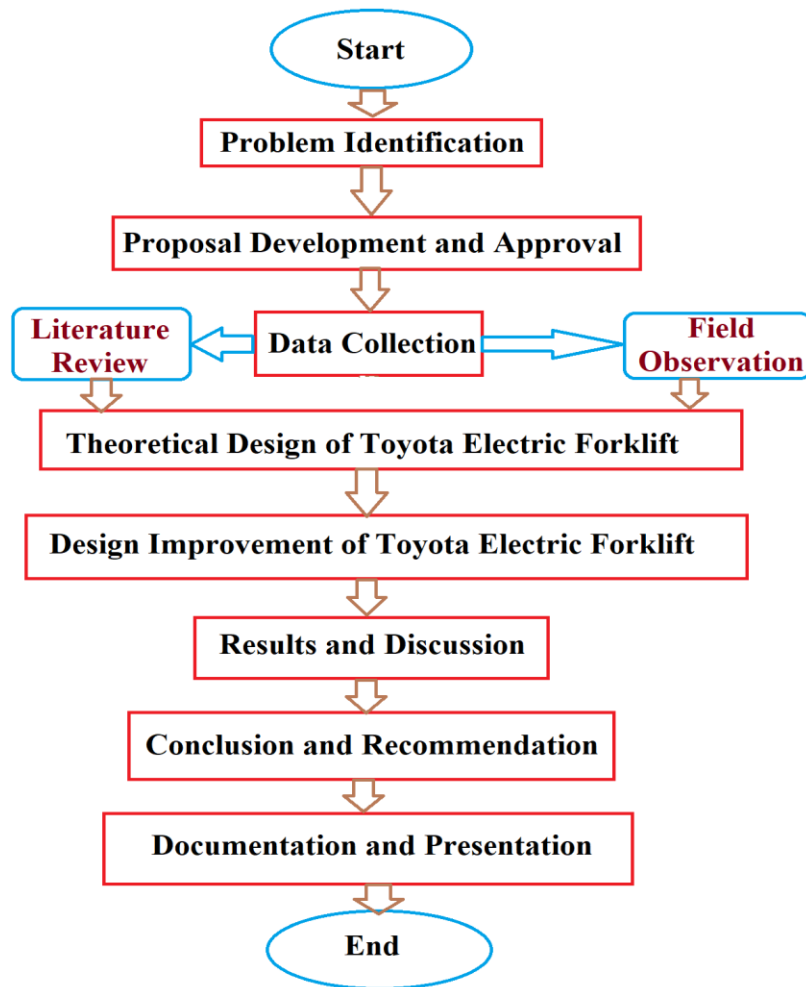 Start
Problem Identification
Proposal Development and Approval
Literature
Review
Data Collection
Field
Observation
Theoretical Design of Toyota Electric Forklift
Design Improvement of Toyota Electric Forklift
Results and Discussion
Conclusion and Recommendation
Documentation and Presentation
End